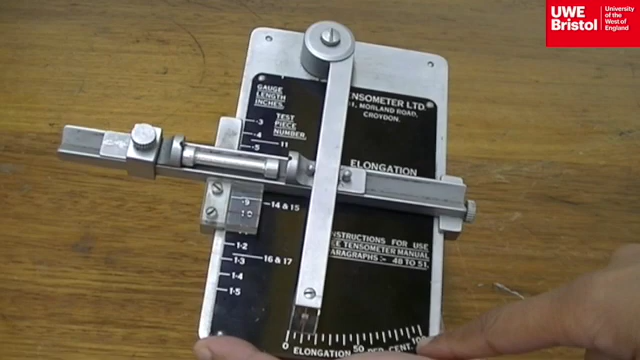 UWE
Bristol
University
of the
West of
England
GAUGE
LENGTH
INCHES.
TEST
PIECE
NUMBER.
TENSOMETER LTD.
MORLAND ROAD,
CROYDON.
ELONGATION
·3
·4
11
·5
·9
14 & 15
1·0
1·2
1·3
16 & 17
1·4
1·5
INSTRUCTIONS FOR USE
TENSOMETER MANUAL
PARAGRAPHS :- 48 TO 51.
0 ELONGATION 50 PER CENT.